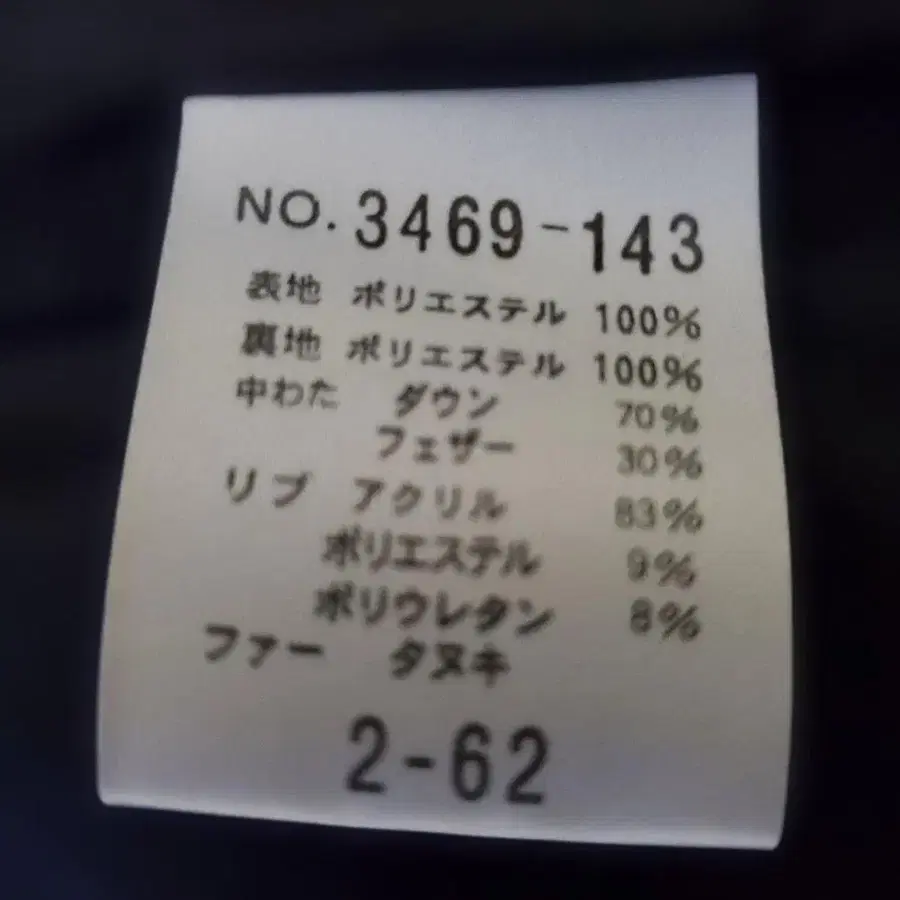 NO. 3469-143
表地 ポリエステル 100%
裏地 ポリエステル 100%
中わた ダウン 70%
フェザー 30%
リブ アクリル 83%
ポリエステル 9%
ポリウレタン 8%
ファー タヌキ
2-62